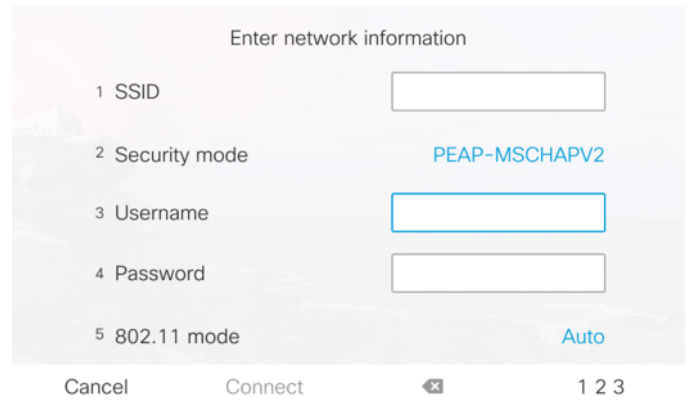 Enter network information
1 SSID
2 Security mode PEAP-MSCHAPV2
3 Username
4 Password
5 802.11 mode Auto
Cancel Connect 1 2 3